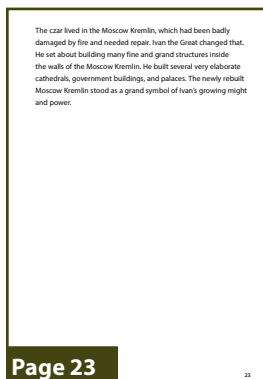 The czar lived in the Moscow Kremlin, which had been badly
damaged by fire and needed repair. Ivan the Great changed that.
He set about building many fine and grand structures inside
the walls of the Moscow Kremlin. He built several very elaborate
cathedrals, government buildings, and palaces. The newly rebuilt
Moscow Kremlin stood as a grand symbol of Ivan’s growing might
and power.
Page 23
23